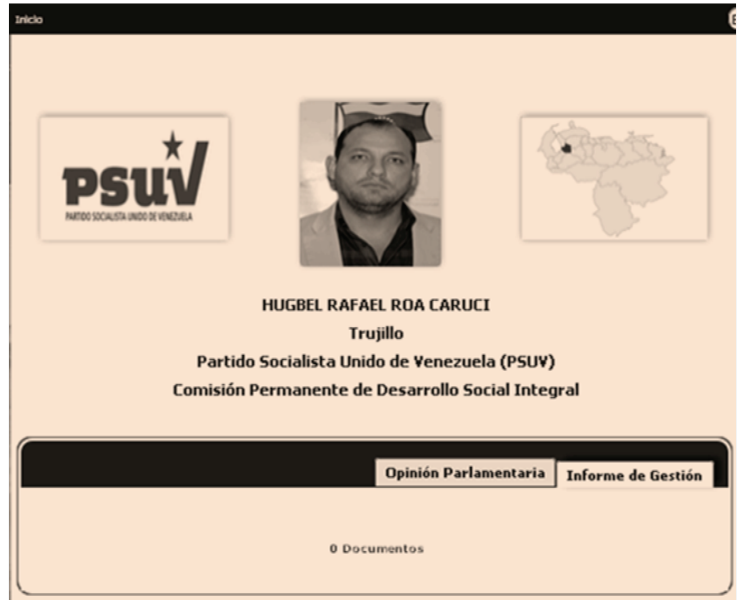 Inicio
PSUV
PARTIDO SOCIALISTA UNIDO DE VENEZUELA
HUGBEL RAFAEL ROA CARUCI
Trujillo
Partido Socialista Unido de Venezuela (PSUV)
Comisión Permanente de Desarrollo Social Integral
Opinión Parlamentaria
Informe de Gestión
0 Documentos